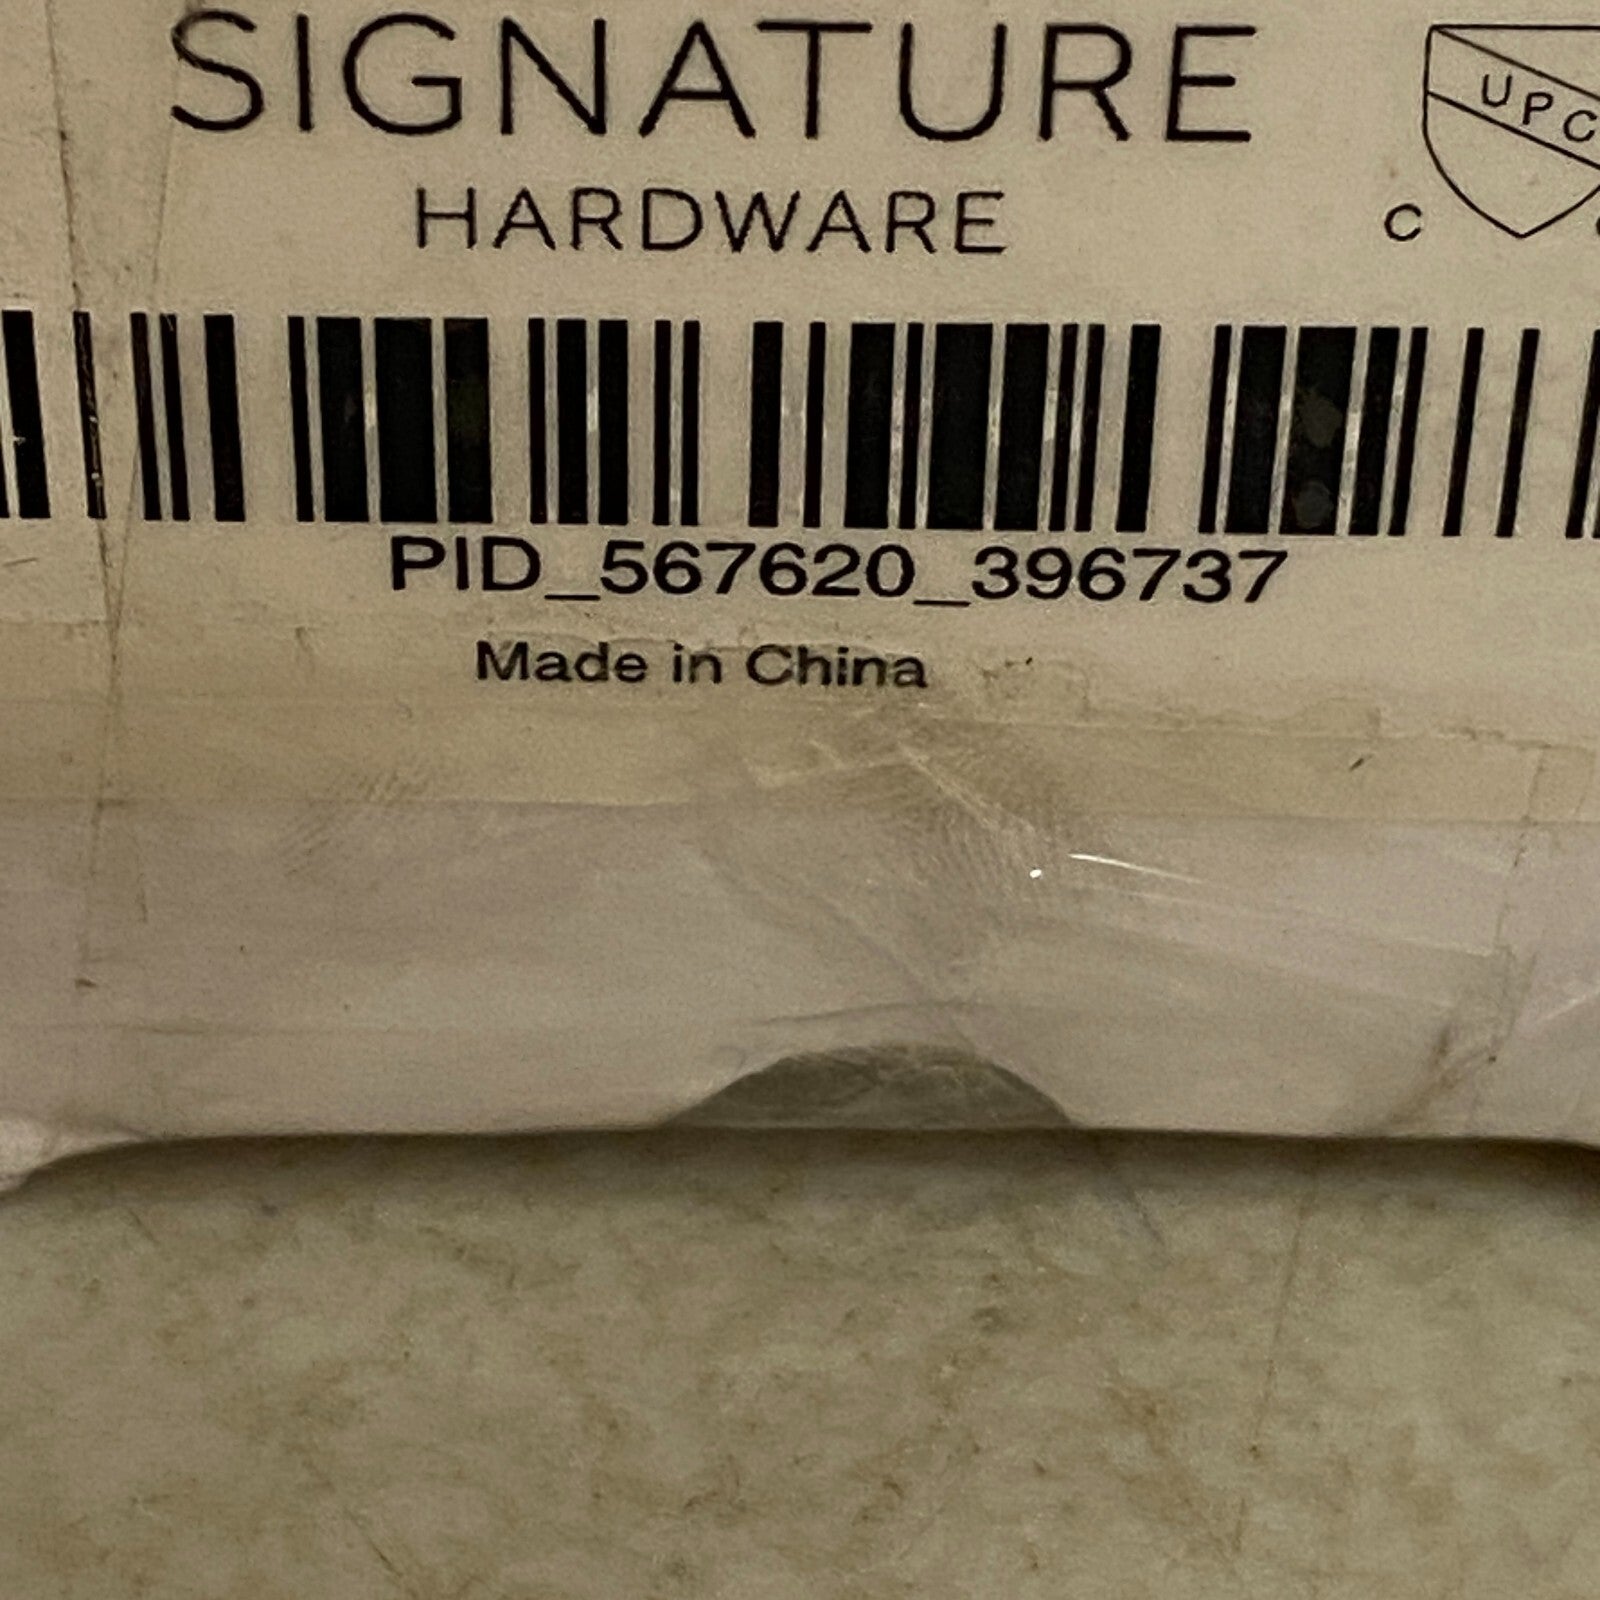 SIGNATURE
HARDWARE
UPC
C
PID_567620_396737
Made in China